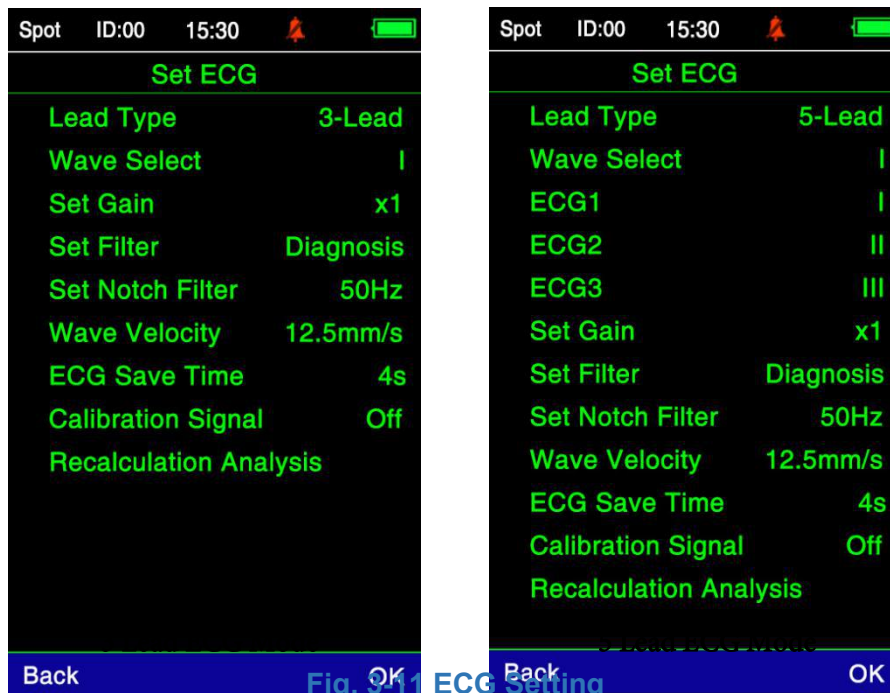 Spot ID:00 15:30
Set ECG
Lead Type 3-Lead
Wave Select I
Set Gain x1
Set Filter Diagnosis
Set Notch Filter 50Hz
Wave Velocity 12.5mm/s
ECG Save Time 4s
Calibration Signal Off
Recalculation Analysis
Back OK
Spot ID:00 15:30
Set ECG
Lead Type 5-Lead
Wave Select I
ECG1 I
ECG2 II
ECG3 III
Set Gain x1
Set Filter Diagnosis
Set Notch Filter 50Hz
Wave Velocity 12.5mm/s
ECG Save Time 4s
Calibration Signal Off
Recalculation Analysis
Back OK
Fig. 3-11 ECG Setting